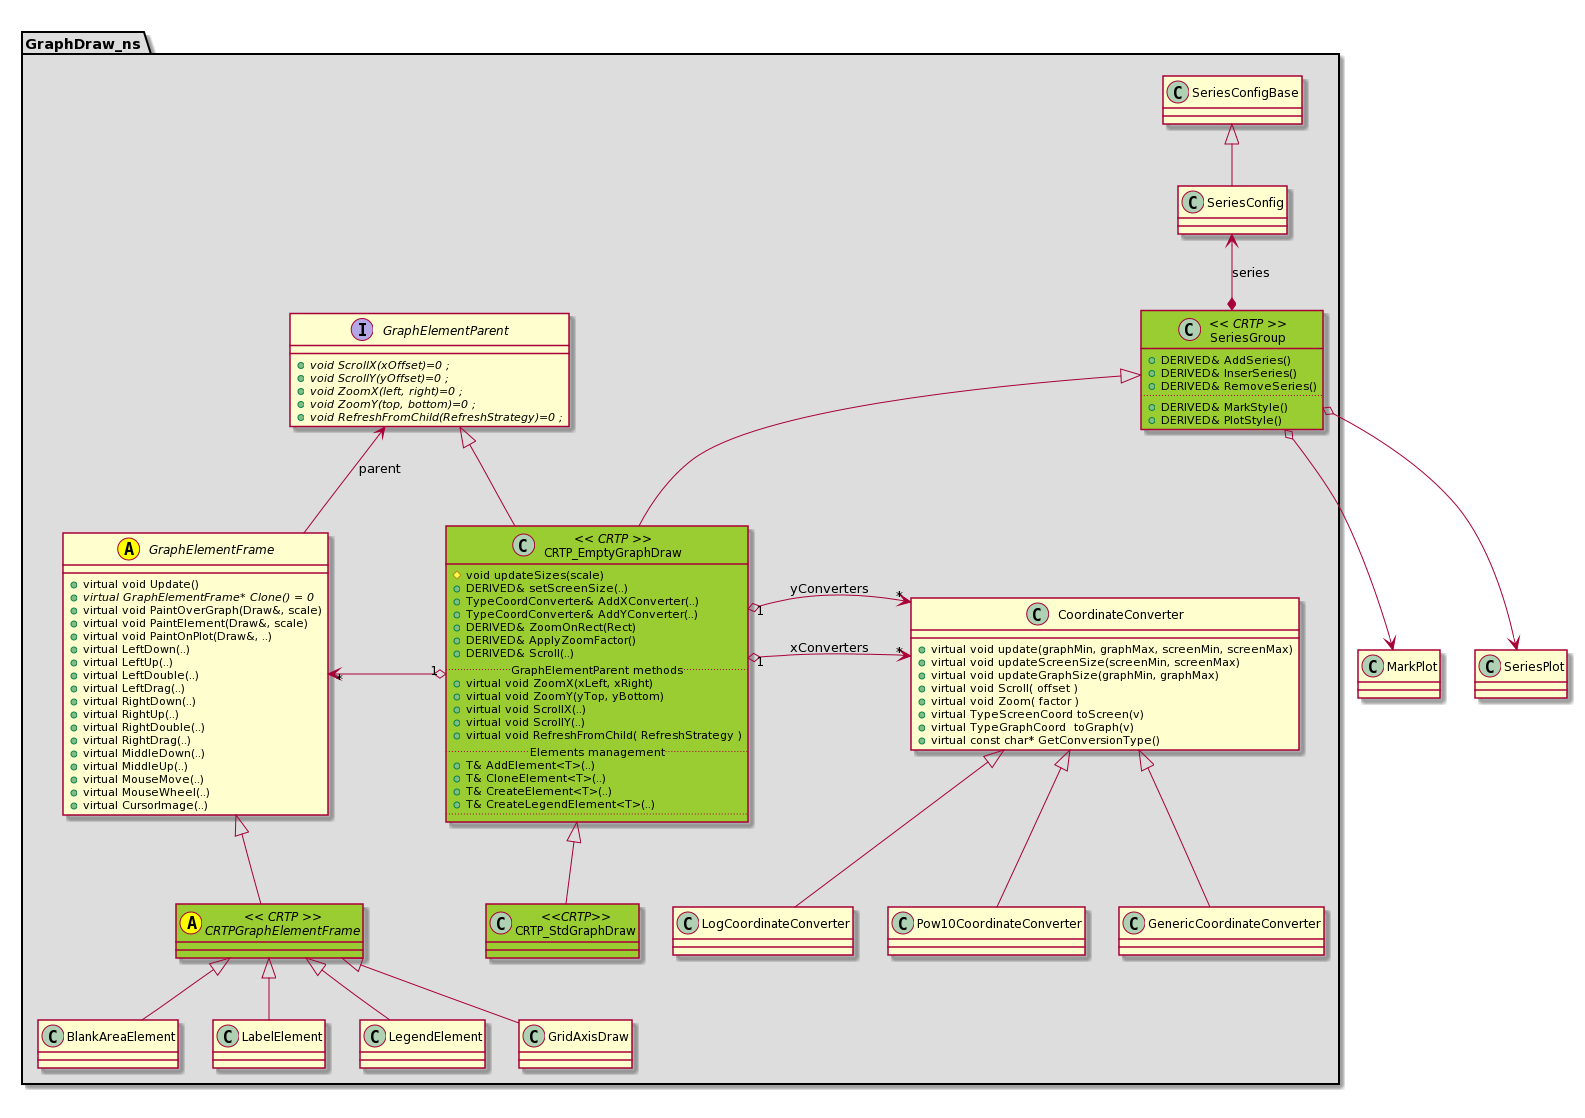 GraphDraw_ns
C SeriesConfigBase
C SeriesConfig
series
I GraphElementParent
void ScrollX(xOffset)=0 ;
void ScrollY(yOffset)=0 ;
void ZoomX(left, right)=0 ;
void ZoomY(top, bottom)=0 ;
void RefreshFromChild(RefreshStrategy)=0 ;
C << CRTP >>
SeriesGroup
DERIVED& AddSeries()
DERIVED& InserSeries()
DERIVED& RemoveSeries()
DERIVED& MarkStyle()
DERIVED& PlotStyle()
parent
A GraphElementFrame
virtual void Update()
virtual GraphElementFrame* Clone() = 0
virtual void PaintOverGraph(Draw&, scale)
virtual void PaintElement(Draw&, scale)
virtual void PaintOnPlot(Draw&, ..)
virtual LeftDown(..)
virtual LeftUp(..)
virtual LeftDouble(..)
virtual LeftDrag(..)
virtual RightDown(..)
virtual RightUp(..)
virtual RightDouble(..)
virtual RightDrag(..)
virtual MiddleDown(..)
virtual MiddleUp(..)
virtual MouseMove(..)
virtual MouseWheel(..)
virtual CursorImage(..)
* 1
C << CRTP >>
CRTP_EmptyGraphDraw
void updateSizes(scale)
DERIVED& setScreenSize(..)
TypeCoordConverter& AddXConverter(..)
TypeCoordConverter& AddYConverter(..)
DERIVED& ZoomOnRect(Rect)
DERIVED& ApplyZoomFactor()
DERIVED& Scroll(..)
GraphElementParent methods
virtual void ZoomX(xLeft, xRight)
virtual void ZoomY(yTop, yBottom)
virtual void ScrollX(..)
virtual void ScrollY(..)
virtual void RefreshFromChild( RefreshStrategy )
Elements management
T& AddElement<T>(..)
T& CloneElement<T>(..)
T& CreateElement<T>(..)
T& CreateLegendElement<T>(..)
yConverters
1 *
xConverters
1 *
C CoordinateConverter
virtual void update(graphMin, graphMax, screenMin, screenMax)
virtual void updateScreenSize(screenMin, screenMax)
virtual void updateGraphSize(graphMin, graphMax)
virtual void Scroll( offset )
virtual void Zoom( factor )
virtual TypeScreenCoord toScreen(v)
virtual TypeGraphCoord  toGraph(v)
virtual const char* GetConversionType()
C MarkPlot
C SeriesPlot
A << CRTP >>
CRTPGraphElementFrame
C <<CRTP>>
CRTP_StdGraphDraw
C LogCoordinateConverter
C Pow10CoordinateConverter
C GenericCoordinateConverter
C BlankAreaElement
C LabelElement
C LegendElement
C GridAxisDraw